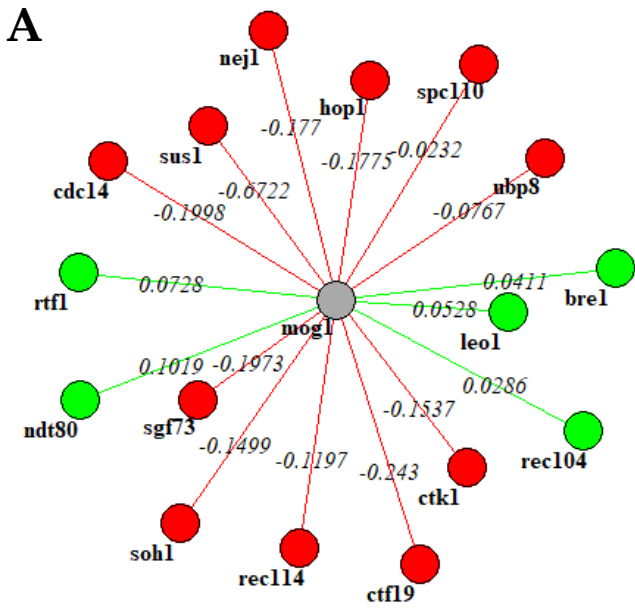 A
nej1
hop1
spc110
-0.177
sus1
-0.1775
-0.0232
ubp8
cdc14
-0.6722
-0.1998
-0.0767
rtf1
0.0728
0.0411
bre1
mog1
0.0528
leo1
ndt80
0.1019
-0.1973
0.0286
sgf73
-0.1537
rec104
-0.1499
-0.1197
-0.243
ctk1
soh1
rec114
ctf19